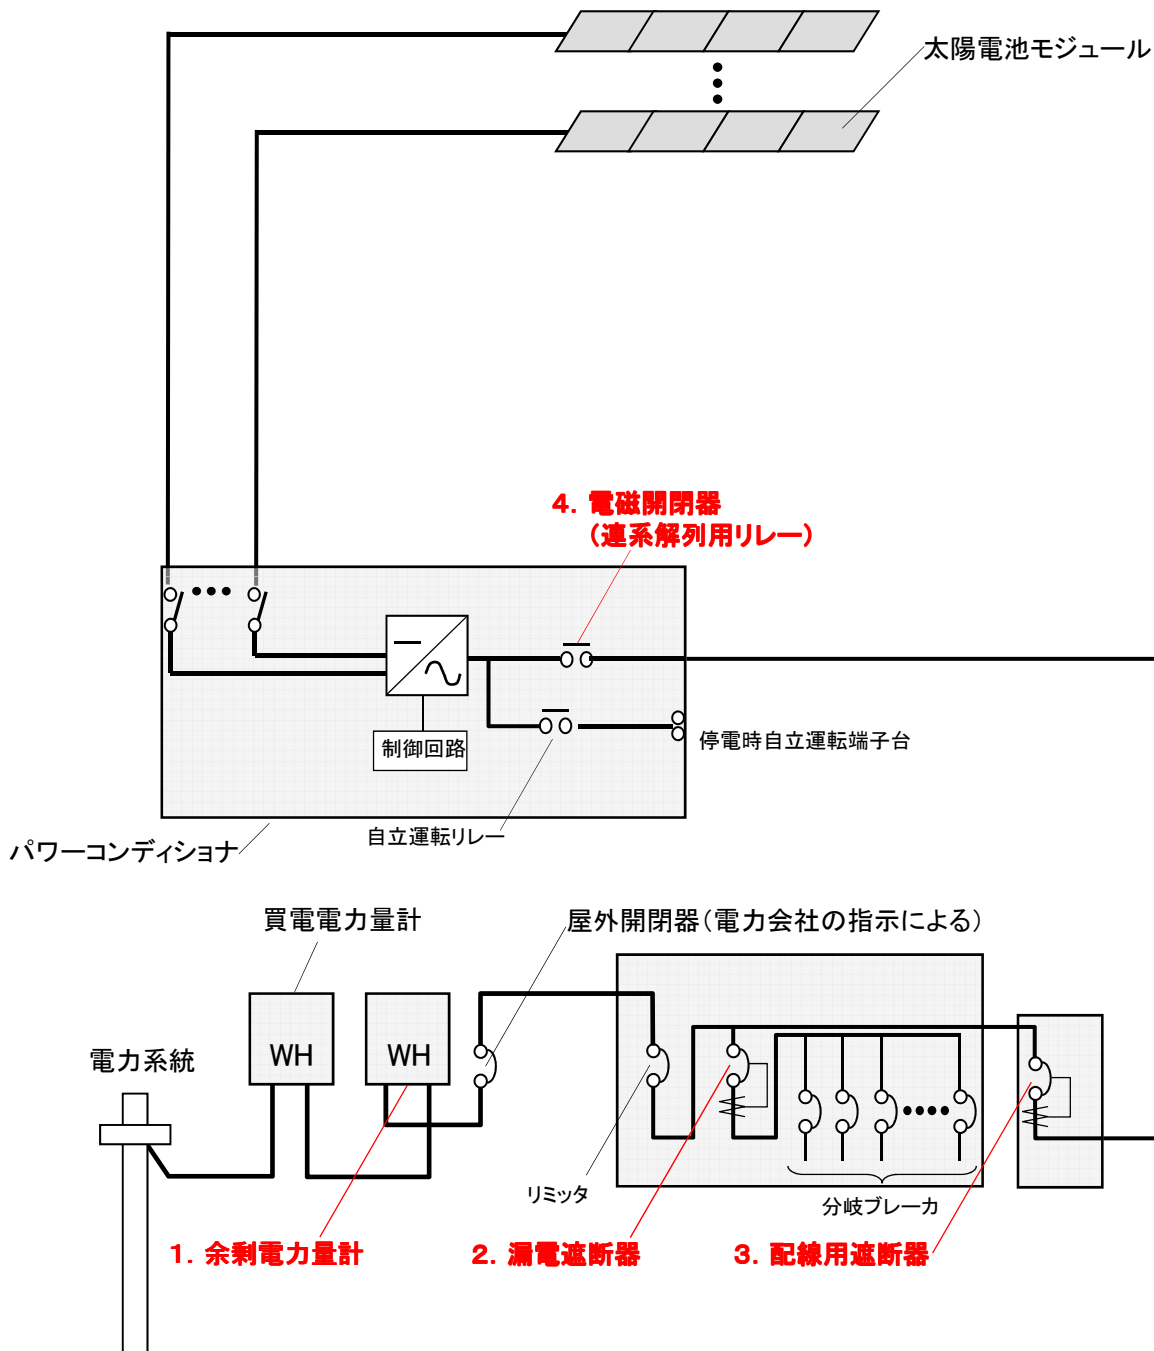 太陽電池モジュール
4. 電磁開閉器
(連系解列用リレー)
制御回路
停電時自立運転端子台
自立運転リレー
パワーコンディショナ
買電電力量計
屋外開閉器(電力会社の指示による)
WH
WH
電力系統
リミッタ
分岐ブレーカ
1. 余剰電力量計
2. 漏電遮断器
3. 配線用遮断器